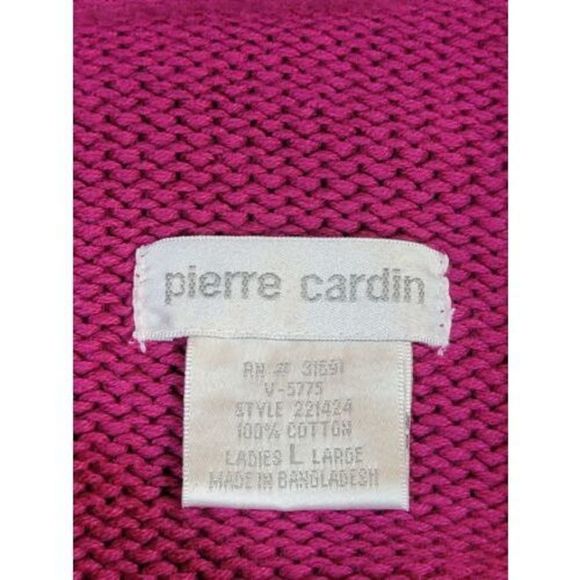 pierre cardin
RN # 31691
V-5775
STYLE 221424
100% COTTON
LADIES L LARGE
MADE IN BANGLADESH